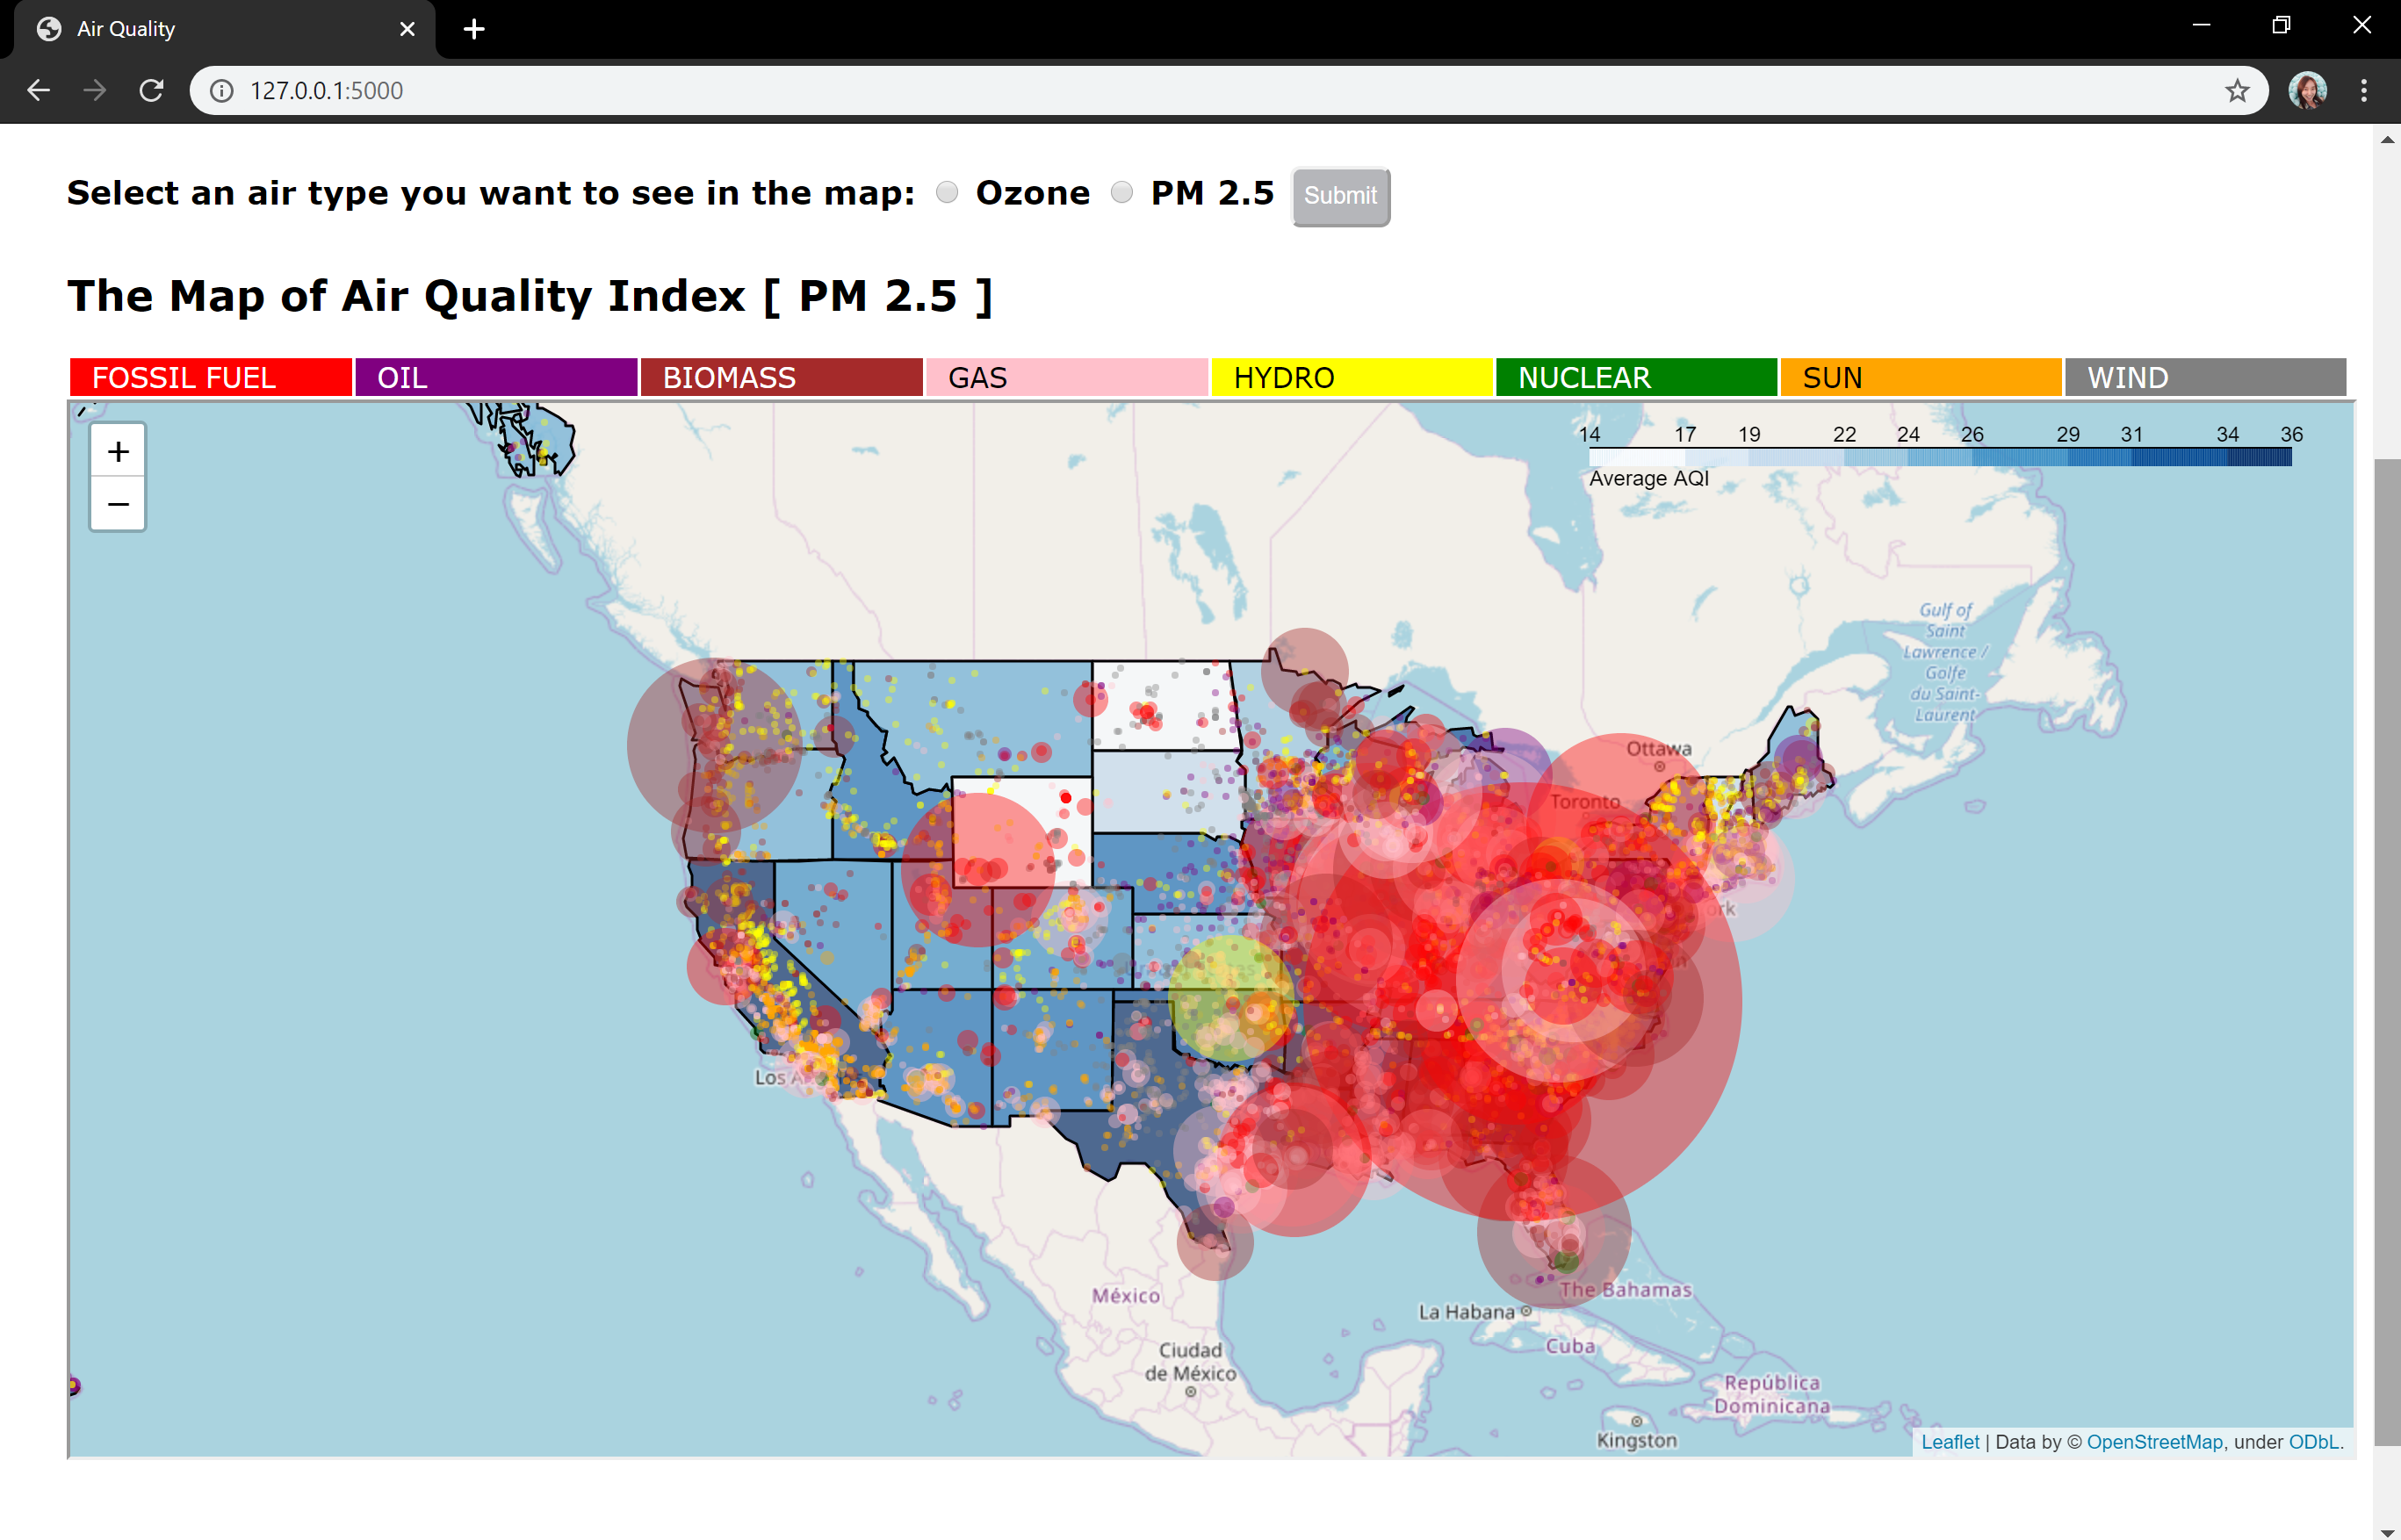 Air Quality
127.0.0.1:5000
Select an air type you want to see in the map: Ozone PM 2.5 Submit
The Map of Air Quality Index [ PM 2.5 ]
FOSSIL FUEL OIL BIOMASS GAS HYDRO NUCLEAR SUN WIND
+
−
14 17 19 22 24 26 29 31 34 36
Average AQI
Gulf of
Saint
Lawrence /
Golfe
du Saint-
Laurent
Ottawa
Toronto
Los
The Bahamas
México
La Habana
Cuba
Ciudad
de México
República
Dominicana
Kingston
Leaflet | Data by © OpenStreetMap, under ODbL.